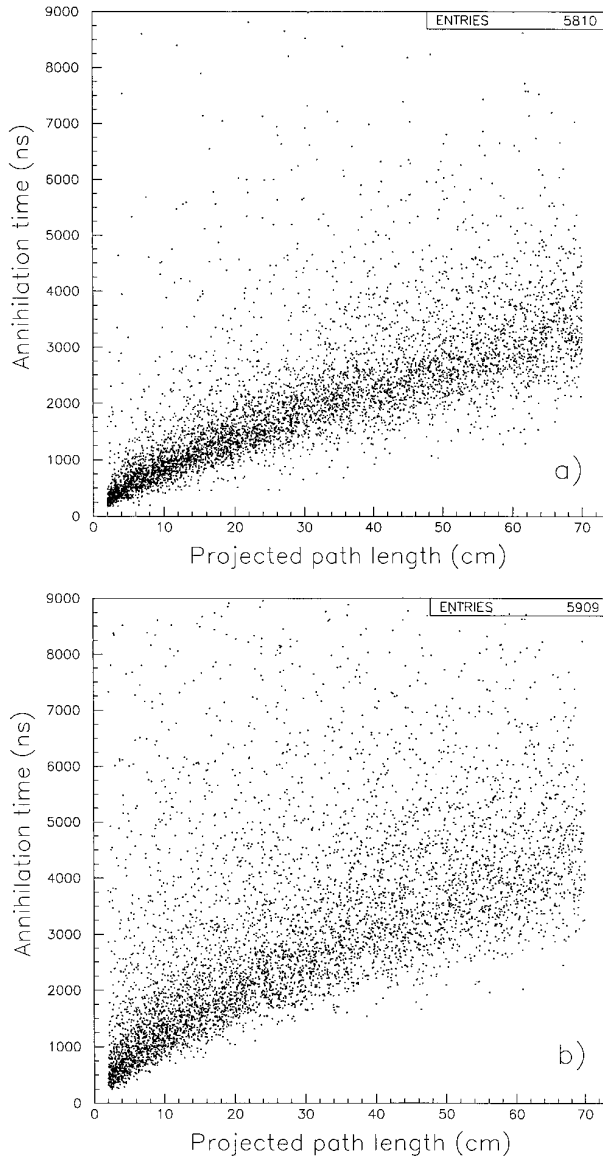 ENTRIES 5810
9000
8000
7000
6000
5000
4000
3000
2000
1000
0
Annihilation time (ns)
a)
0 10 20 30 40 50 60 70
Projected path length (cm)
ENTRIES 5909
9000
8000
7000
6000
5000
4000
3000
2000
1000
0
Annihilation time (ns)
b)
0 10 20 30 40 50 60 70
Projected path length (cm)